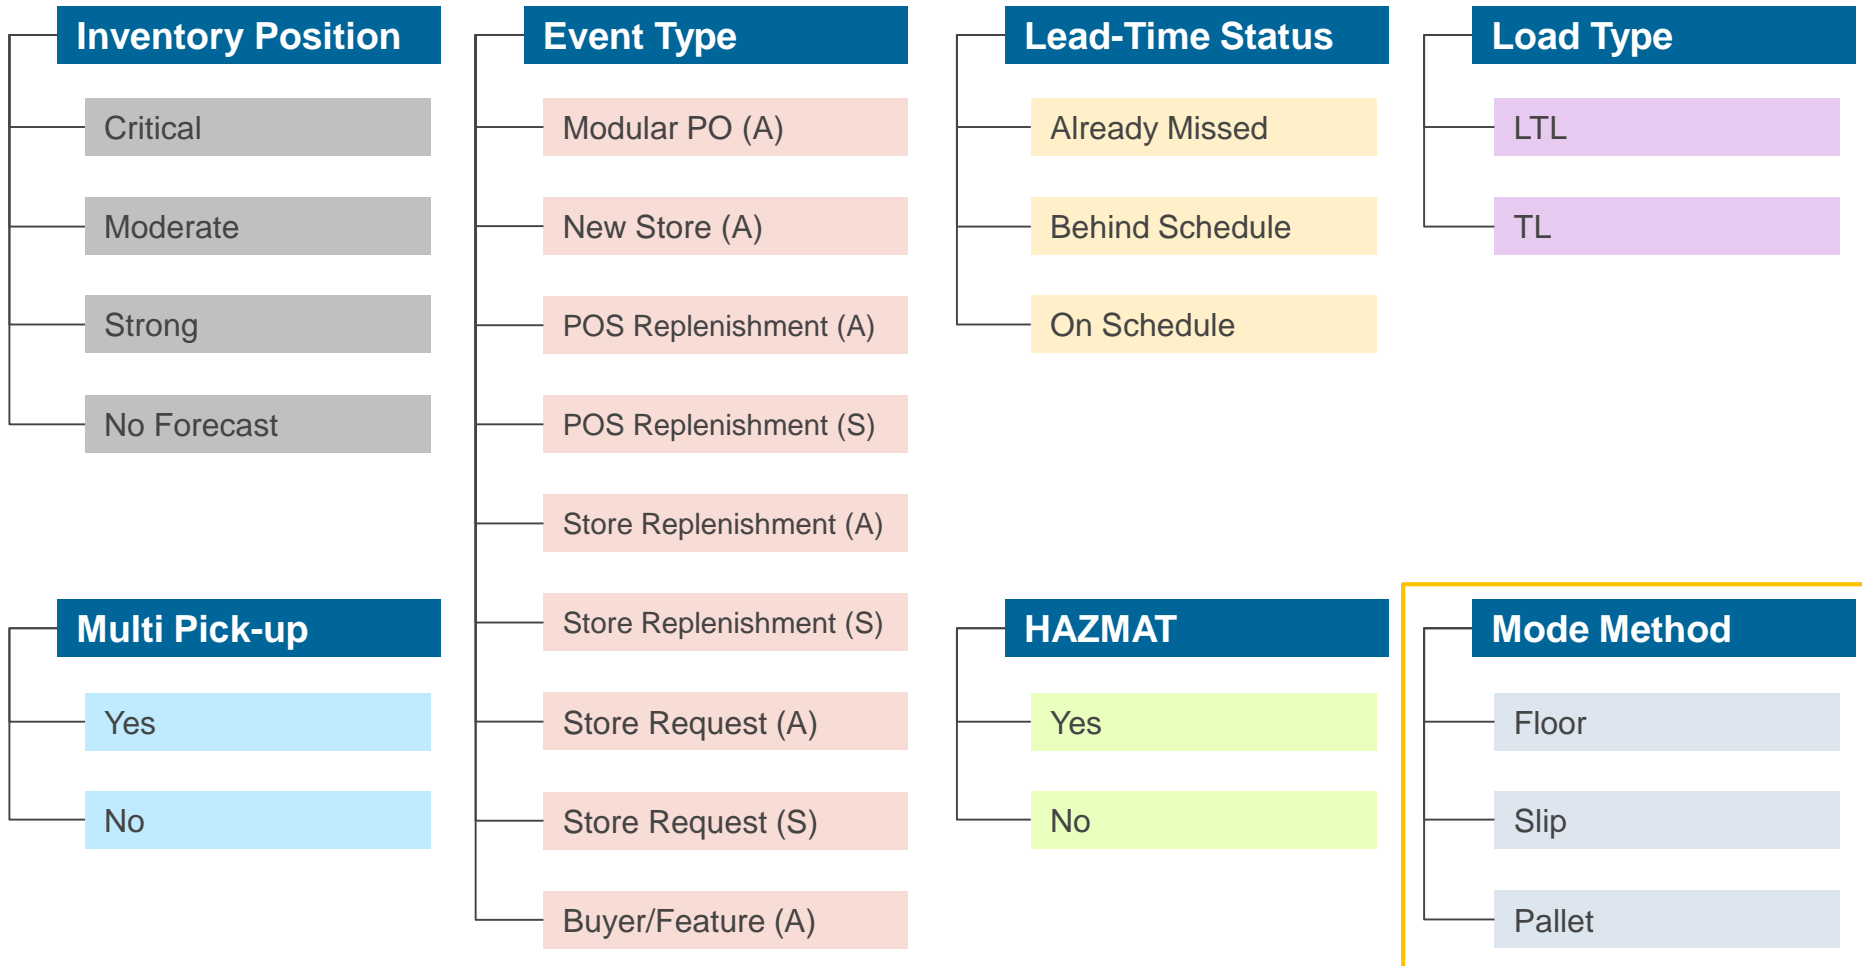 Inventory Position
Critical
Moderate
Strong
No Forecast
Multi Pick-up
Yes
No
Event Type
Modular PO (A)
New Store (A)
POS Replenishment (A)
POS Replenishment (S)
Store Replenishment (A)
Store Replenishment (S)
Store Request (A)
Store Request (S)
Buyer/Feature (A)
Lead-Time Status
Already Missed
Behind Schedule
On Schedule
HAZMAT
Yes
No
Load Type
LTL
TL
Mode Method
Floor
Slip
Pallet